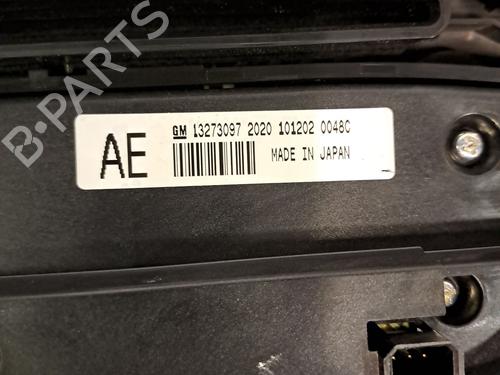 GM 13273097 2020 101202 0048C
AE
MADE IN JAPAN
B-PARTS